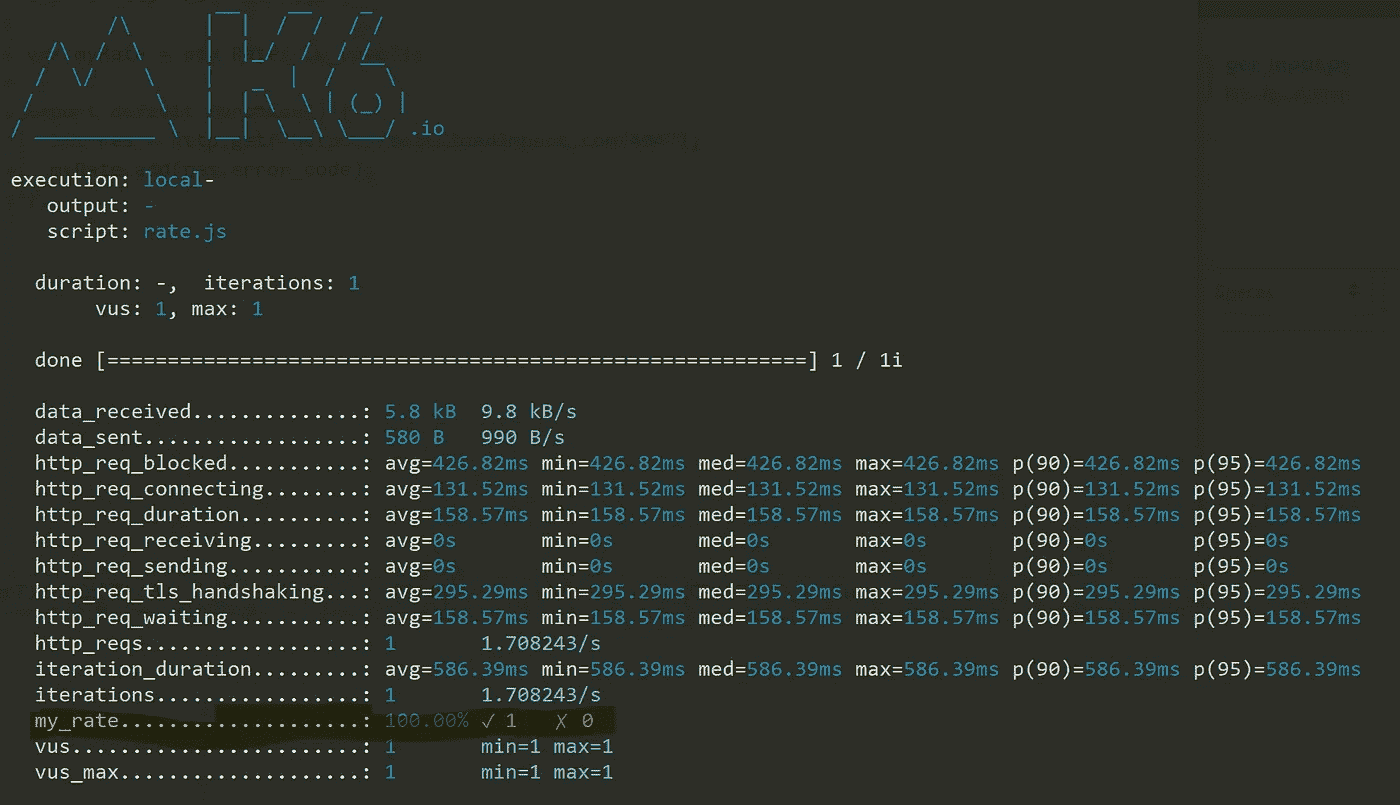 .io
execution: local-
output: -
script: rate.js
duration: -, iterations: 1
vus: 1, max: 1
done [==========================================================] 1 / 1i
data_received..............: 5.8 kB 9.8 kB/s
data_sent..................: 580 B 990 B/s
http_req_blocked...........: avg=426.82ms min=426.82ms med=426.82ms max=426.82ms p(90)=426.82ms p(95)=426.82ms
http_req_connecting........: avg=131.52ms min=131.52ms med=131.52ms max=131.52ms p(90)=131.52ms p(95)=131.52ms
http_req_duration..........: avg=158.57ms min=158.57ms med=158.57ms max=158.57ms p(90)=158.57ms p(95)=158.57ms
http_req_receiving.........: avg=0s min=0s med=0s max=0s p(90)=0s p(95)=0s
http_req_sending...........: avg=0s min=0s med=0s max=0s p(90)=0s p(95)=0s
http_req_tls_handshaking...: avg=295.29ms min=295.29ms med=295.29ms max=295.29ms p(90)=295.29ms p(95)=295.29ms
http_req_waiting...........: avg=158.57ms min=158.57ms med=158.57ms max=158.57ms p(90)=158.57ms p(95)=158.57ms
http_reqs..................: 1 1.708243/s
iteration_duration.........: avg=586.39ms min=586.39ms med=586.39ms max=586.39ms p(90)=586.39ms p(95)=586.39ms
iterations.................: 1 1.708243/s
my_rate....................: 100.00% ✓ 1 ✗ 0
vus........................: 1 min=1 max=1
vus_max....................: 1 min=1 max=1